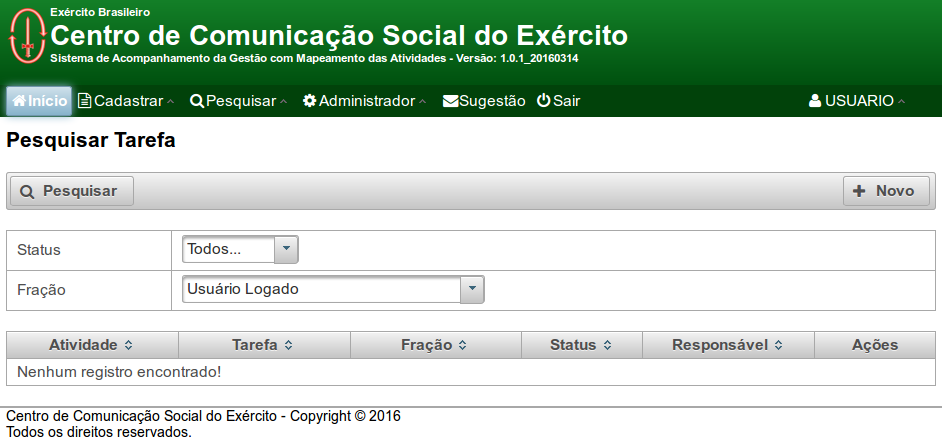 Exército Brasileiro
Centro de Comunicação Social do Exército
Sistema de Acompanhamento da Gestão com Mapeamento das Atividades - Versão: 1.0.1_20160314
Início Cadastrar Pesquisar Administrador Sugestão Sair USUARIO
Pesquisar Tarefa
Pesquisar Novo
Status Todos...
Fração Usuário Logado
Atividade Tarefa Fração Status Responsável Ações
Nenhum registro encontrado!
Centro de Comunicação Social do Exército - Copyright © 2016
Todos os direitos reservados.